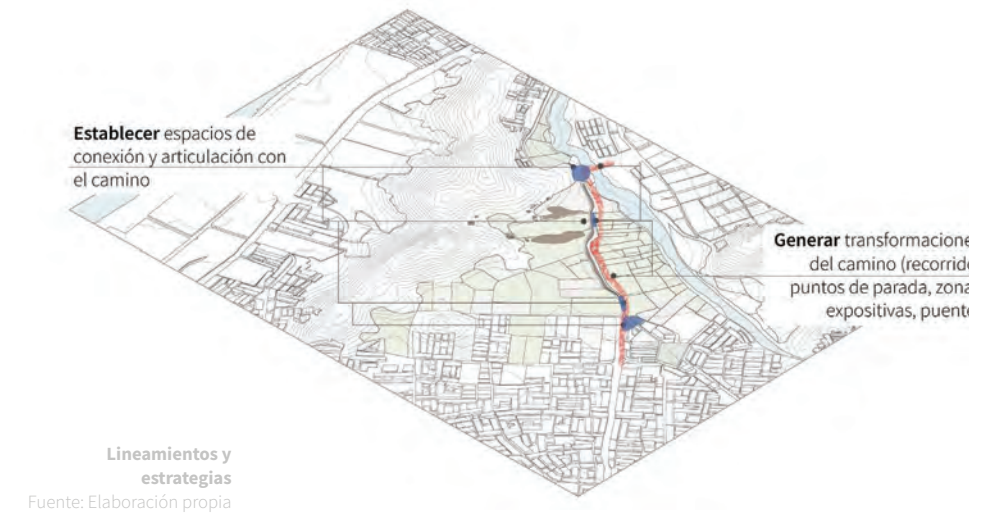 Establecer espacios de
conexión y articulación con
el camino
Generar transformacione
del camino (recorrid
puntos de parada, zona
expositivas, puent
Lineamientos y
estrategias
Fuente: Elaboración propia